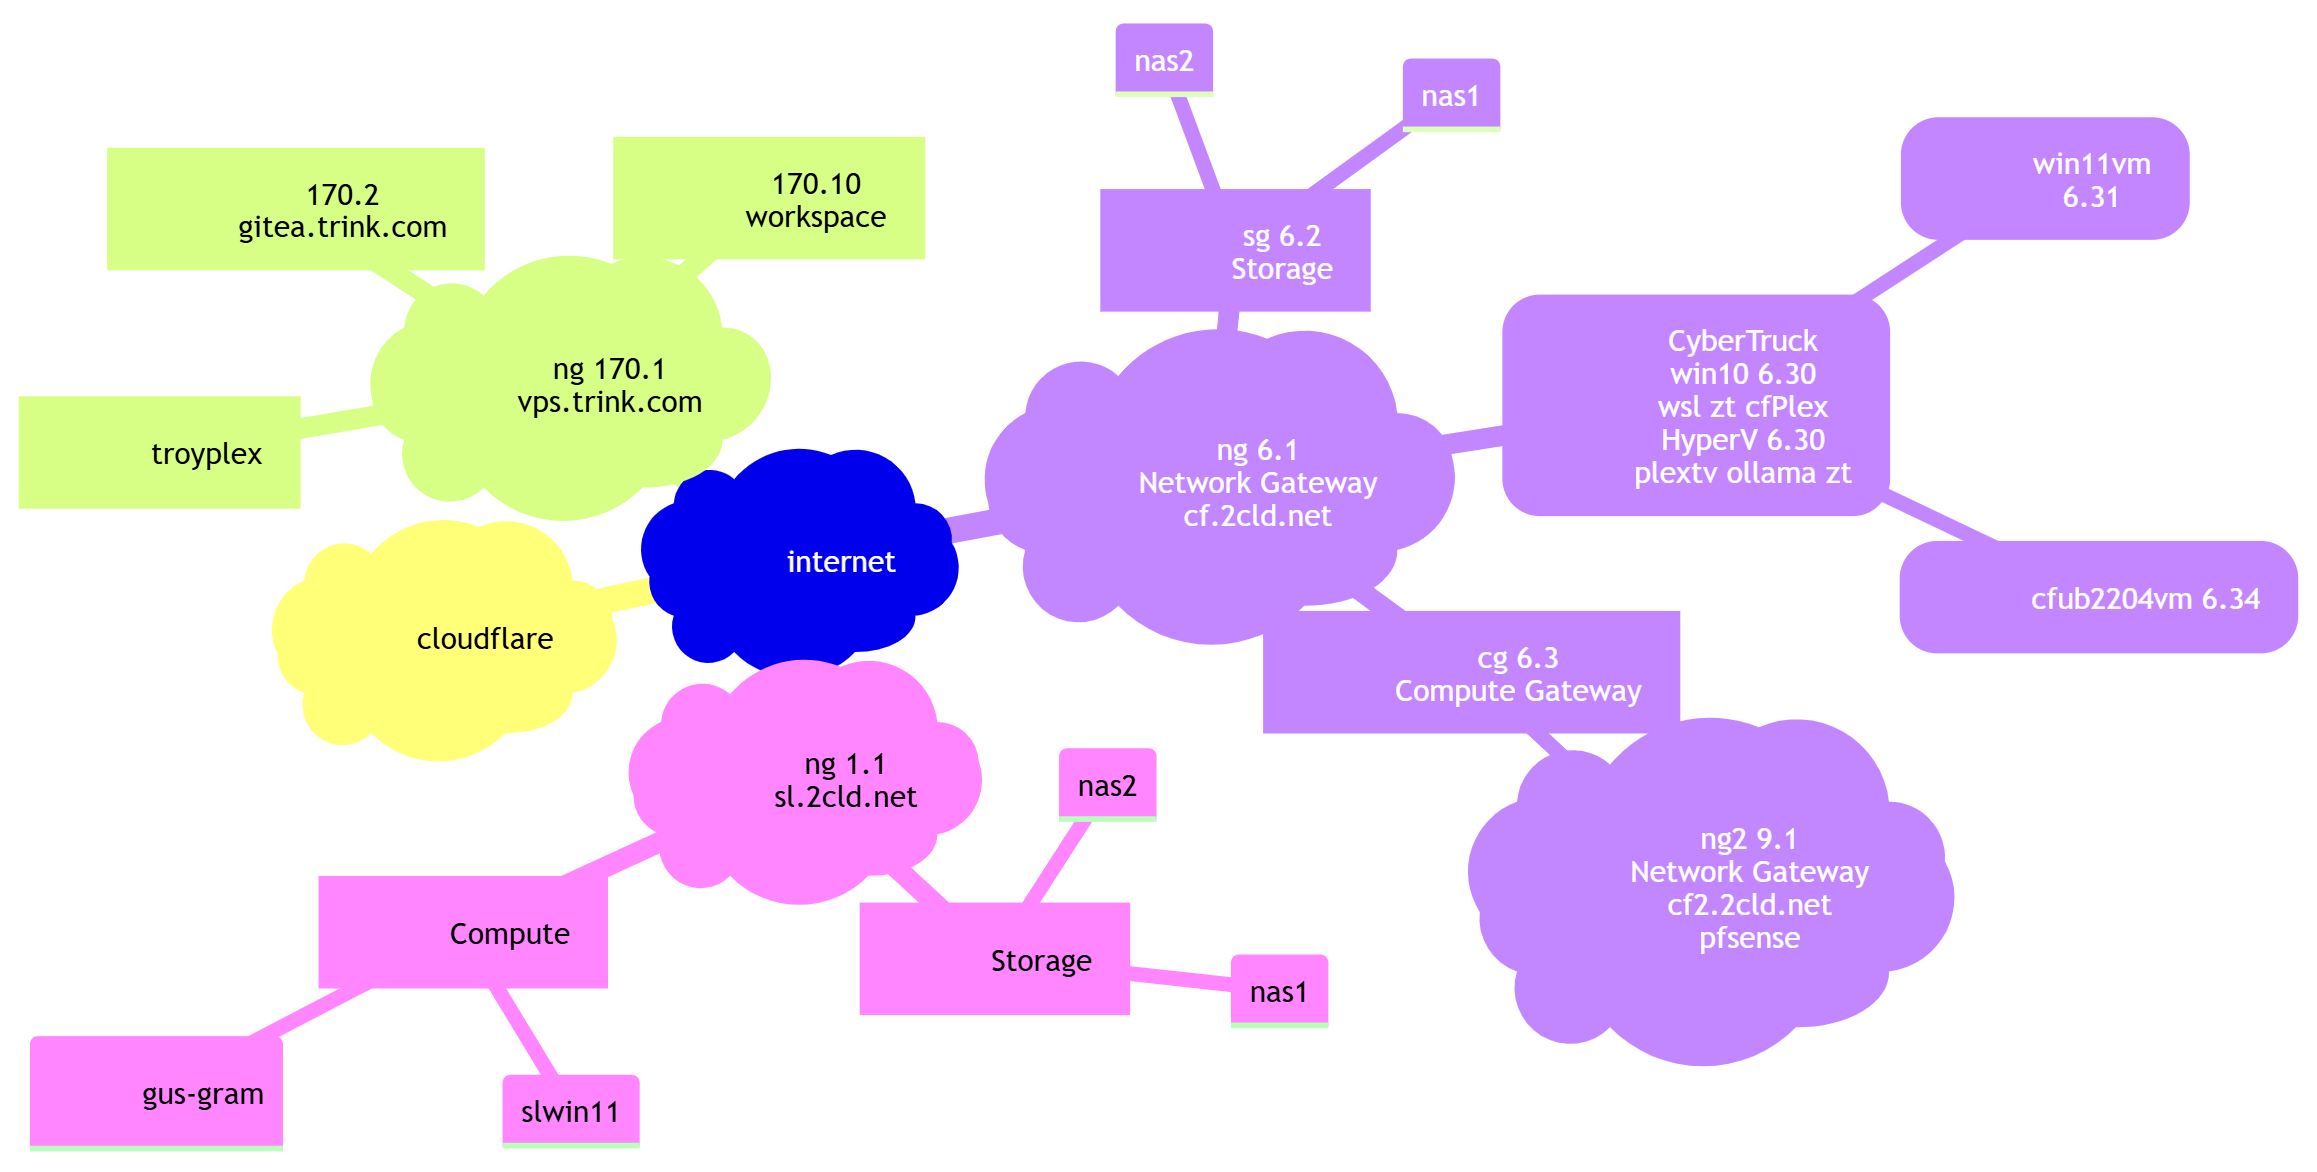 nas2
nas1
win11vm
6.31
170.2
gitea.trink.com
170.10
workspace
sg 6.2
Storage
CyberTruck
win10 6.30
wsl zt cfPlex
HyperV 6.30
plextv ollama zt
ng 170.1
vps.trink.com
troyplex
ng 6.1
Network Gateway
cf.2cld.net
internet
cfub2204vm 6.34
cloudflare
cg 6.3
Compute Gateway
ng 1.1
sl.2cld.net
nas2
ng2 9.1
Network Gateway
cf2.2cld.net
pfsense
Compute
Storage
nas1
gus-gram
slwin11